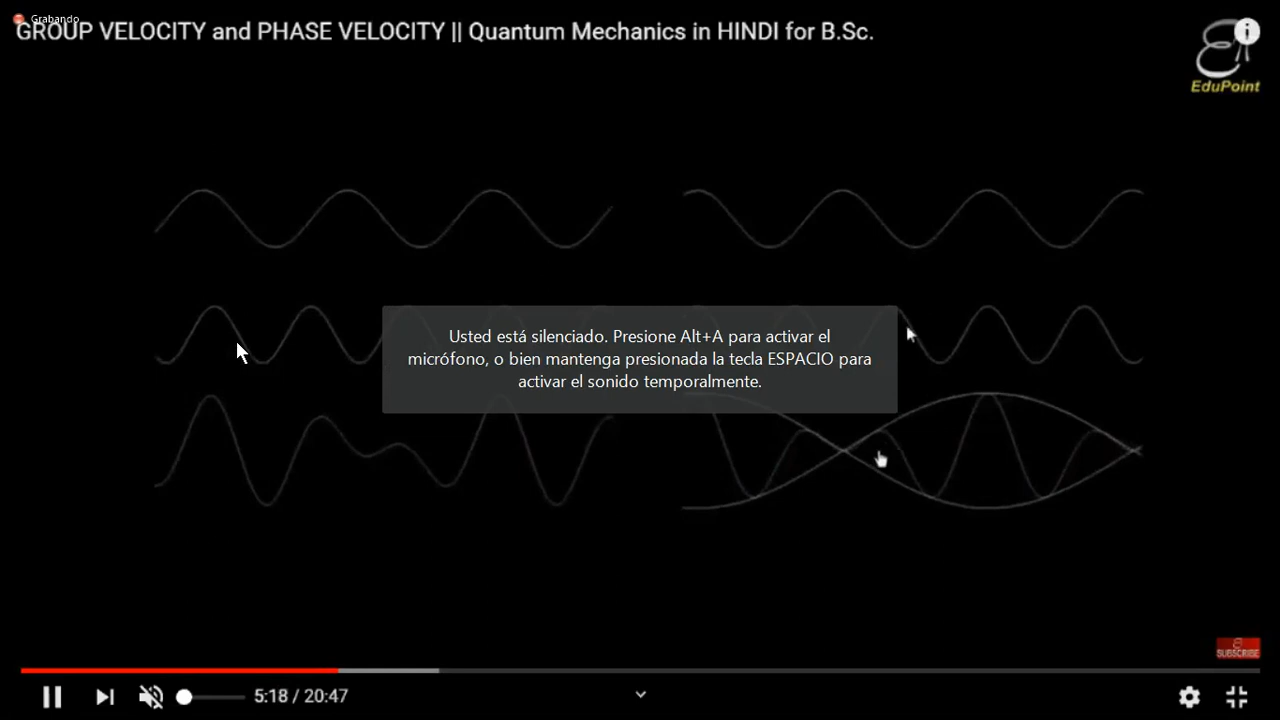 Grabando
GROUP VELOCITY and PHASE VELOCITY || Quantum Mechanics in HINDI for B.Sc.
EduPoint
Usted está silenciado. Presione Alt+A para activar el
micrófono, o bien mantenga presionada la tecla ESPACIO para
activar el sonido temporalmente.
SUBSCRIBE
5:18 / 20:47